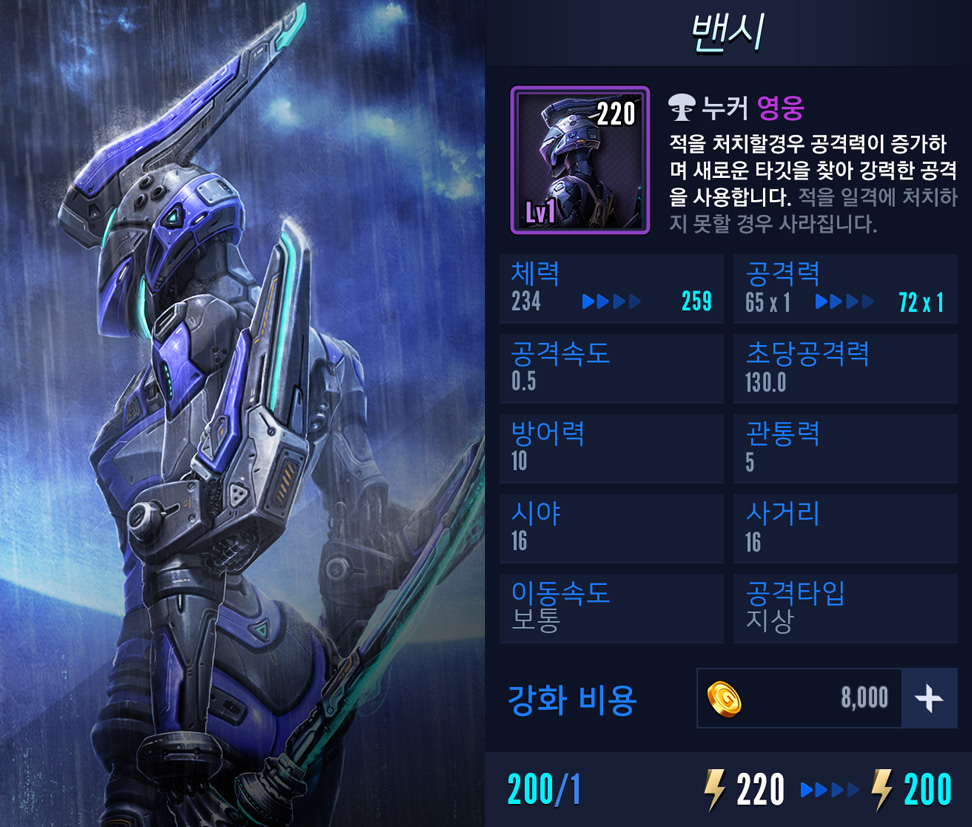 밴시
220
Lv1
누커 영웅
적을 처치할경우 공격력이 증가하
며 새로운 타깃을 찾아 강력한 공격
을 사용합니다. 적을 일격에 처치하
지 못할 경우 사라집니다.
체력
234 259
공격력
65 x 1 72 x 1
공격속도
0.5
초당공격력
130.0
방어력
10
관통력
5
시야
16
사거리
16
이동속도
보통
공격타입
지상
강화 비용 8,000
200/1 220 200